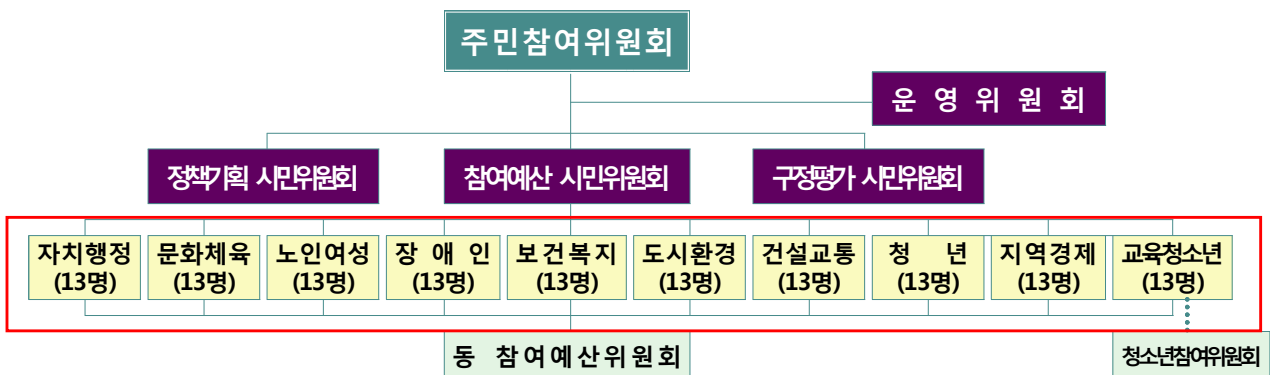 주민참여위원회
운영위원회
정책기획 시민위원회
참여예산 시민위원회
구정평가 시민위원회
자치행정
(13명)
문화체육
(13명)
노인여성
(13명)
장애인
(13명)
보건복지
(13명)
도시환경
(13명)
건설교통
(13명)
청년
(13명)
지역경제
(13명)
교육청소년
(13명)
동 참여예산위원회
청소년참여위원회